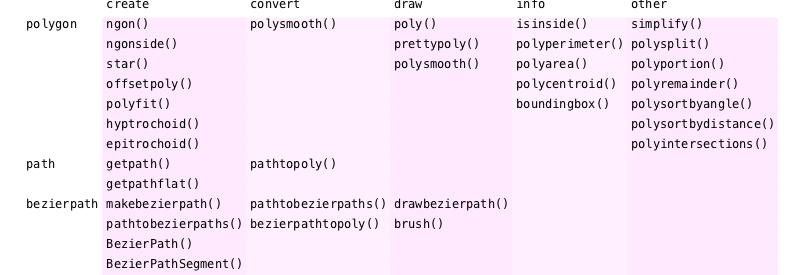 create convert draw info other
polygon ngon() polysmooth() poly() isinside() simplify()
ngonside() prettypoly() polyperimeter() polysplit()
star() polysmooth() polyarea() polyportion()
offsetpoly() polycentroid() polyremainder()
polyfit() boundingbox() polysortbyangle()
hyptrochoid() polysortbydistance()
epitrochoid() polyintersections()
path getpath() pathtopoly()
getpathflat()
bezierpath makebezierpath() pathtobezierpaths() drawbezierpath()
pathtobezierpaths() bezierpathtopoly() brush()
BezierPath()
BezierPathSegment()